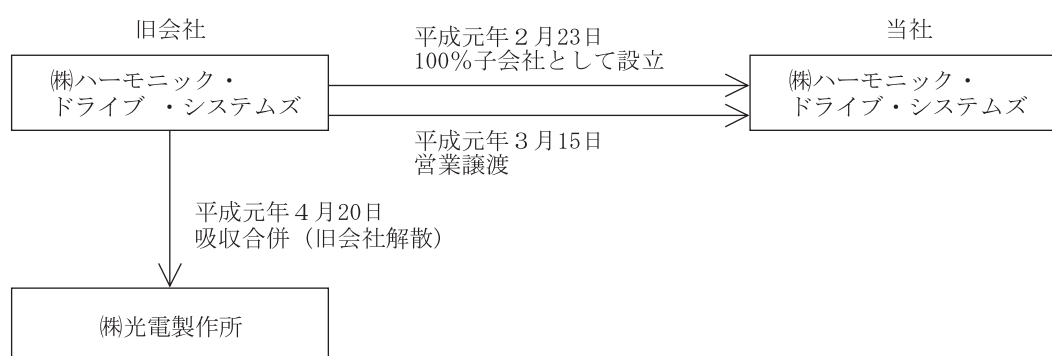 旧会社
平成元年２月23日
100％子会社として設立
当社
㈱ハーモニック・
ドライブ ・システムズ
㈱ハーモニック・
ドライブ・システムズ
平成元年３月15日
営業譲渡
平成元年４月20日
吸収合併（旧会社解散）
㈱光電製作所